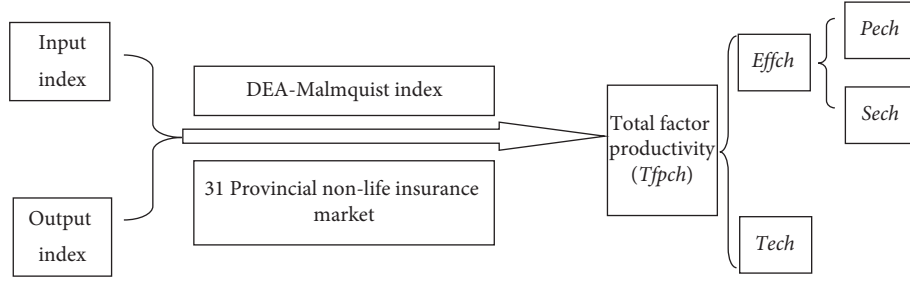 Input
index
Output
index
DEA-Malmquist index
31 Provincial non-life insurance
market
Total factor
productivity
(Tfpch)
Effch
Tech
Pech
Sech